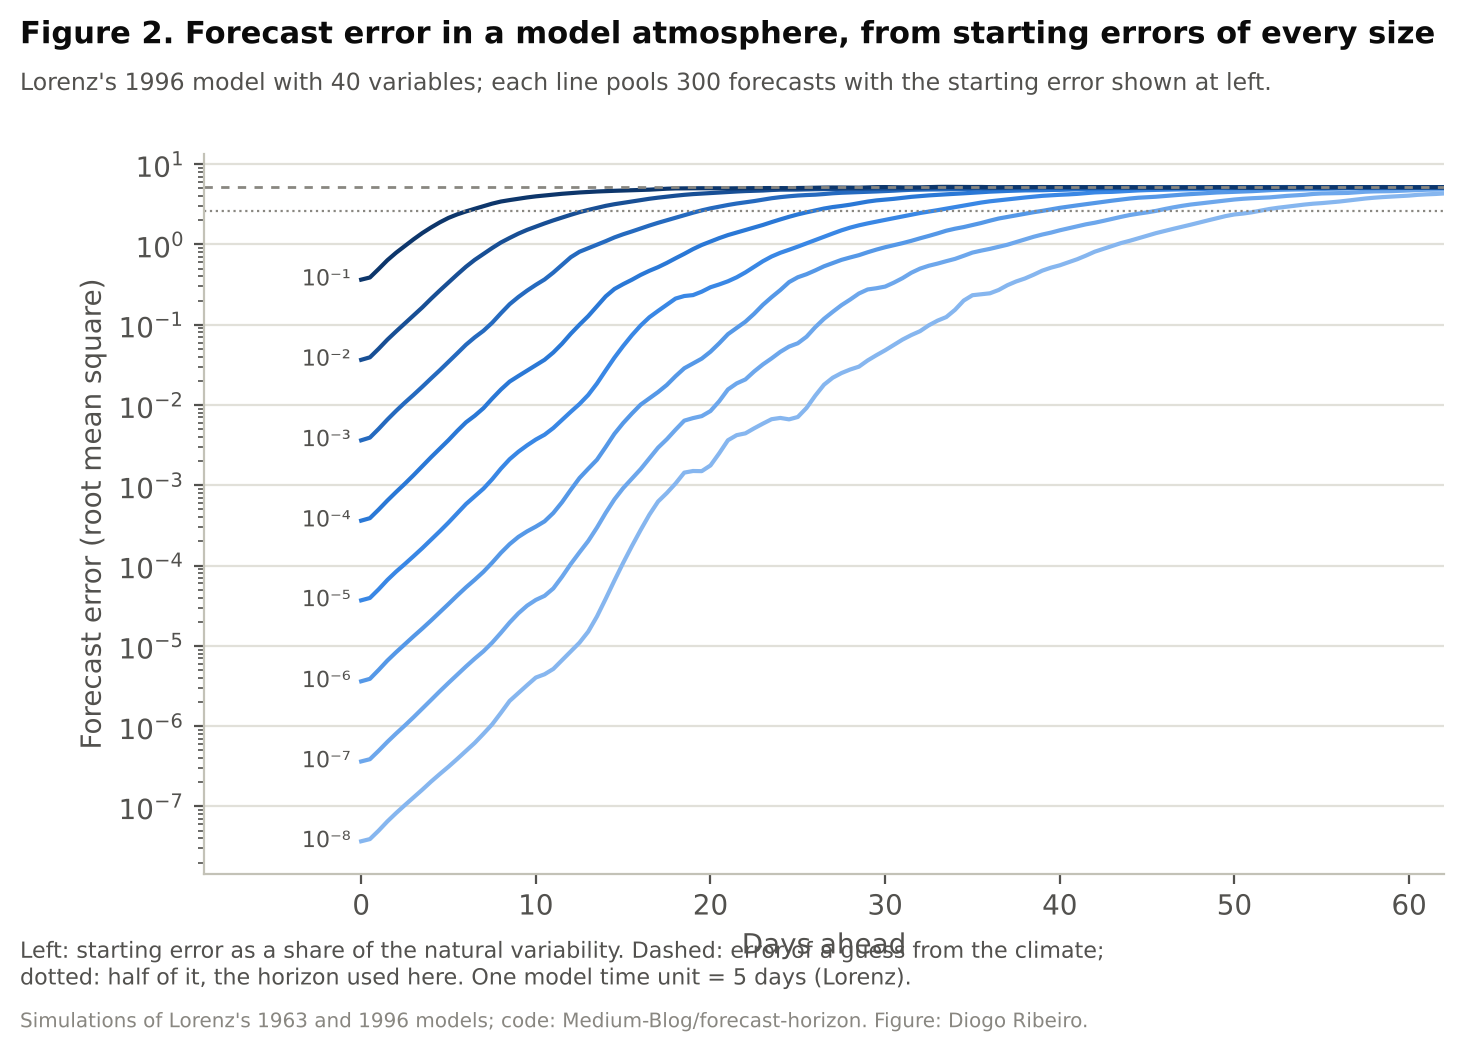 Figure 2. Forecast error in a model atmosphere, from starting errors of every size
Lorenz's 1996 model with 40 variables; each line pools 300 forecasts with the starting error shown at left.
Forecast error (root mean square)
10¹
10⁰
10⁻¹
10⁻²
10⁻³
10⁻⁴
10⁻⁵
10⁻⁶
10⁻⁷
10⁻¹
10⁻²
10⁻³
10⁻⁴
10⁻⁵
10⁻⁶
10⁻⁷
10⁻⁸
0 10 20 30 40 50 60
Days ahead
Left: starting error as a share of the natural variability. Dashed: error of a guess from the climate;
dotted: half of it, the horizon used here. One model time unit = 5 days (Lorenz).
Simulations of Lorenz's 1963 and 1996 models; code: Medium-Blog/forecast-horizon. Figure: Diogo Ribeiro.